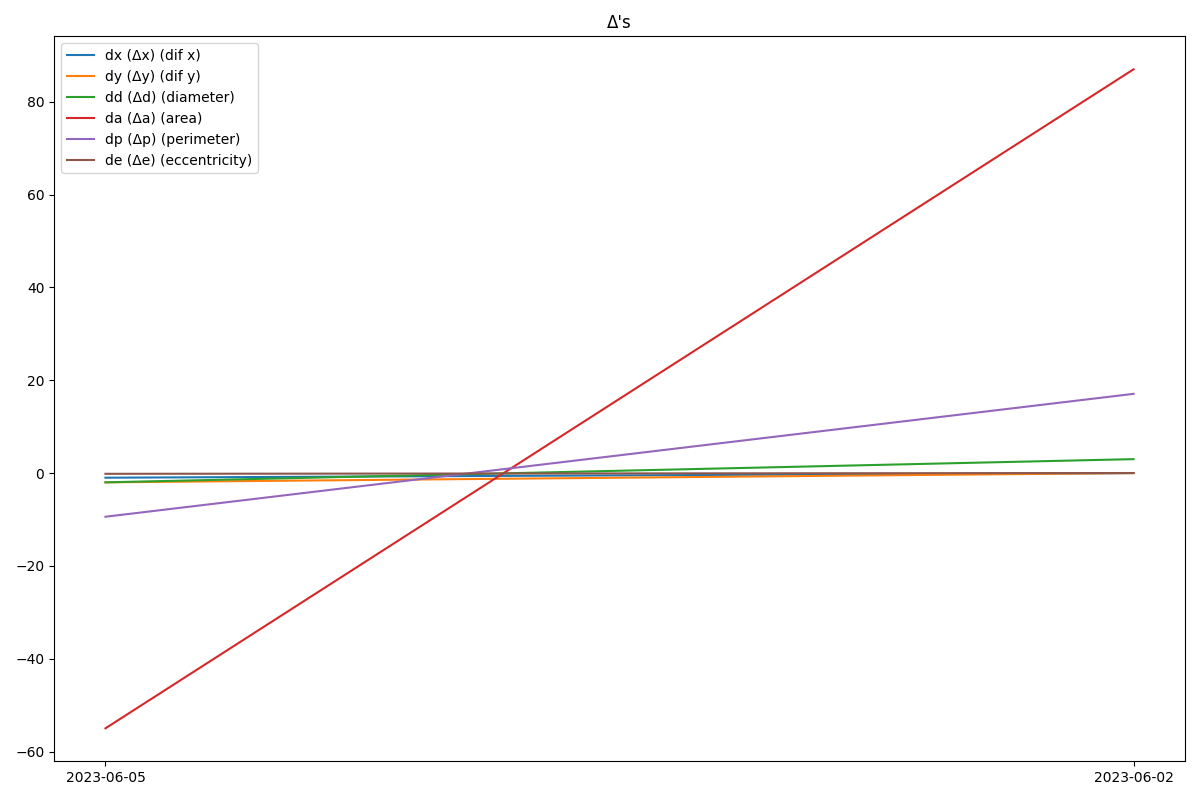 Δ's
dx (Δx) (dif x)
dy (Δy) (dif y)
dd (Δd) (diameter)
da (Δa) (area)
dp (Δp) (perimeter)
de (Δe) (eccentricity)
80
60
40
20
0
−20
−40
−60
2023-06-05 2023-06-02